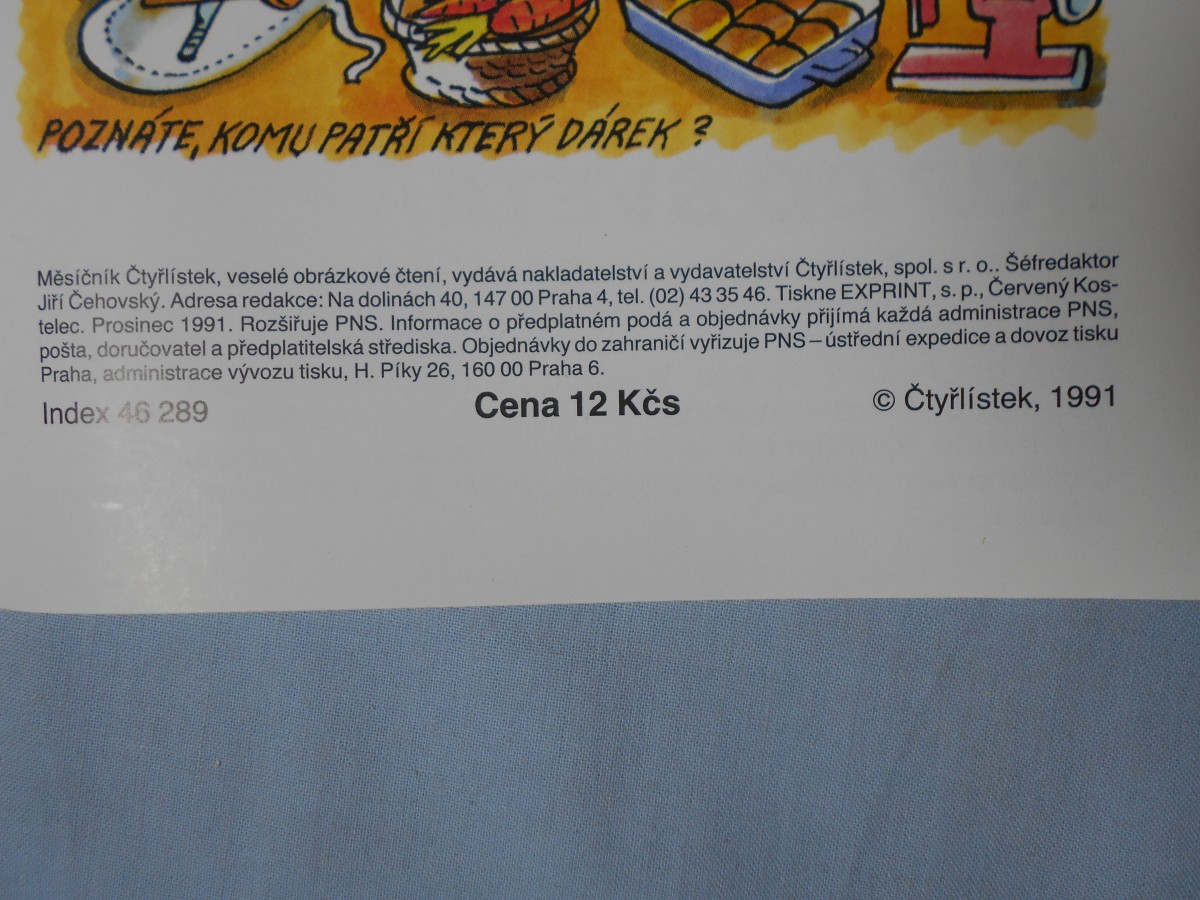 POZNÁTE, KOMU PATŘÍ KTERÝ DÁREK?
Měsíčník Čtyřlístek, veselé obrázkové čtení, vydává nakladatelství a vydavatelství Čtyřlístek, spol. s r. o.. Šéfredaktor
Jiří Čehovský. Adresa redakce: Na dolinách 40, 147 00 Praha 4, tel. (02) 43 35 46. Tiskne EXPRINT, s. p., Červený Kos-
telec. Prosinec 1991. Rozšiřuje PNS. Informace o předplatném podá a objednávky přijímá každá administrace PNS,
pošta, doručovatel a předplatitelská střediska. Objednávky do zahraničí vyřizuje PNS – ústřední expedice a dovoz tisku
Praha, administrace vývozu tisku, H. Píky 26, 160 00 Praha 6.
Index 46 289 Cena 12 Kčs © Čtyřlístek, 1991